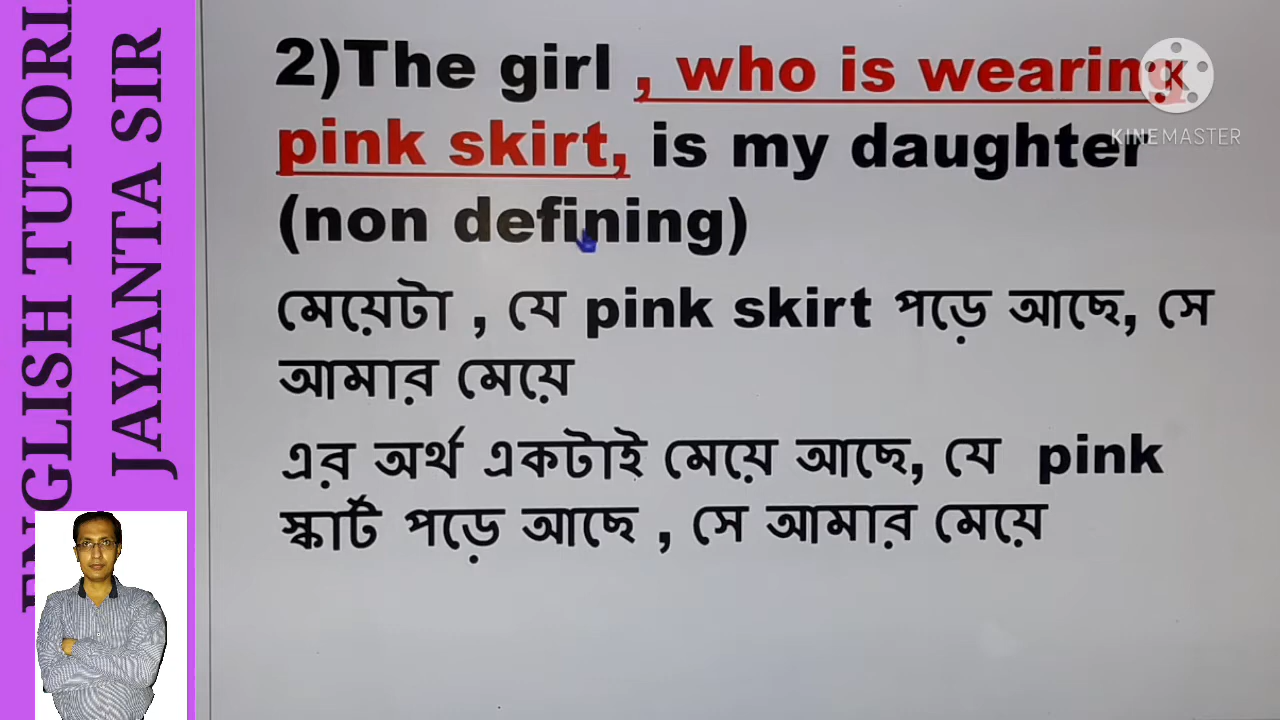 ENGLISH TUTORI
JAYANTA SIR
2)The girl , who is wearing
pink skirt, is my daughter
(non defining)
মেয়েটা , যে pink skirt পড়ে আছে, সে
আমার মেয়ে
এর অর্থ একটাই মেয়ে আছে, যে pink
স্কার্ট পড়ে আছে , সে আমার মেয়ে
K
KINEMASTER